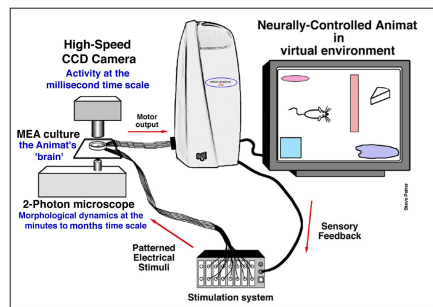 Neurally-Controlled Animat
in
virtual environment
High-Speed
CCD Camera
Activity at the
millisecond time scale
Motor
output
MEA culture
the Animat's
'brain'
2-Photon microscope
Morphological dynamics at the
minutes to months time scale
Patterned
Electrical
Stimuli
Sensory
Feedback
Stimulation system
Steve Potter